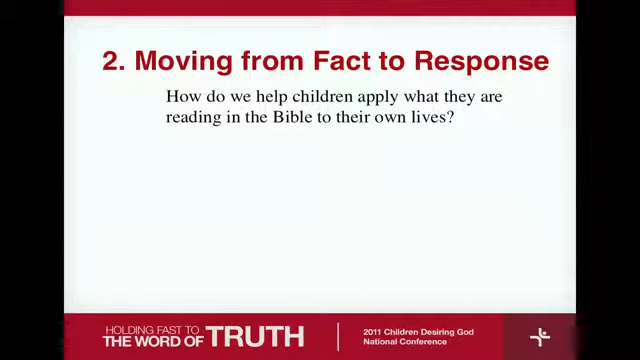 2. Moving from Fact to Response
How do we help children apply what they are
reading in the Bible to their own lives?
HOLDING FAST TO
THE WORD OF TRUTH
2011 Children Desiring God
National Conference